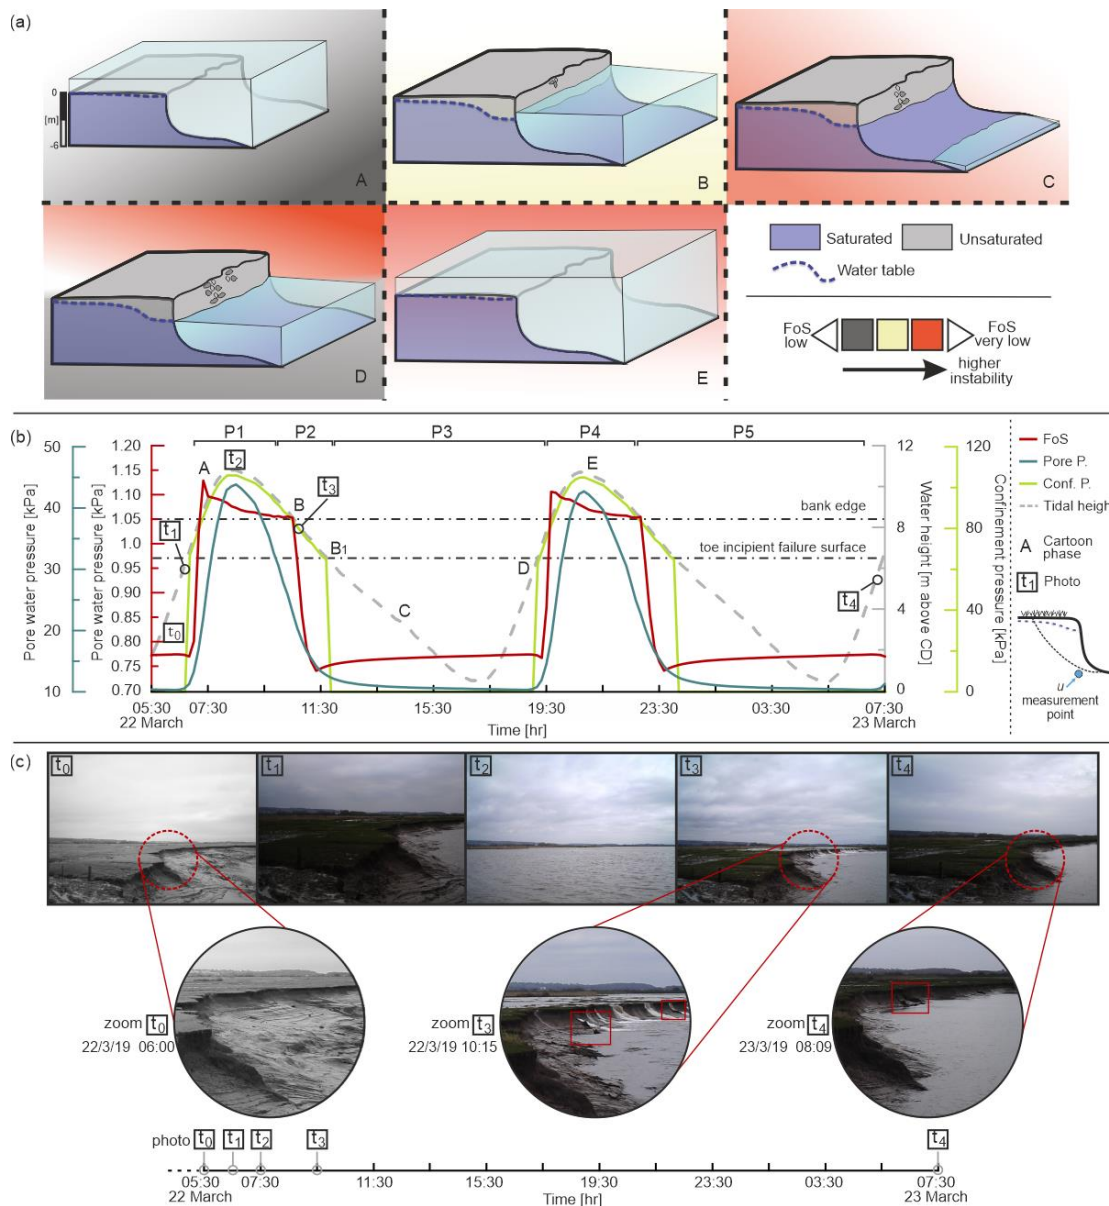 (a)
0
[m]
-6
A
B
C
D
E
Saturated
Unsaturated
Water table
FoS low
FoS very low
higher instability
(b)
P1 P2 P3 P4 P5
50
40
30
20
10
Pore water pressure [kPa]
1.20
1.15
1.10
1.05
1.00
0.95
0.90
0.85
0.80
0.75
0.70
Pore water pressure [kPa]
A
t2
B
t3
t1
B1
t0
C
D
E
t4
bank edge
toe incipient failure surface
12
8
4
0
Water height [m above CD]
120
80
40
0
Confinement pressure [kPa]
05:30 07:30 11:30 15:30 19:30 23:30 03:30 07:30
22 March
23 March
Time [hr]
FoS
Pore P.
Conf. P.
Tidal height
A Cartoon phase
t1 Photo
u
measurement point
(c)
t0 t1 t2 t3 t4
zoom t0
22/3/19 06:00
zoom t3
22/3/19 10:15
zoom t4
23/3/19 08:09
photo t0 t1 t2 t3 t4
05:30 07:30 11:30 15:30 19:30 23:30 03:30 07:30
22 March
23 March
Time [hr]